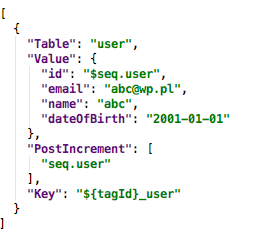 [
  {
    "Table": "user",
    "Value": {
      "id": "$seq.user",
      "email": "abc@wp.pl",
      "name": "abc",
      "dateOfBirth": "2001-01-01"
    },
    "PostIncrement": [
      "seq.user"
    ],
    "Key": "${tagId}_user"
  }
]